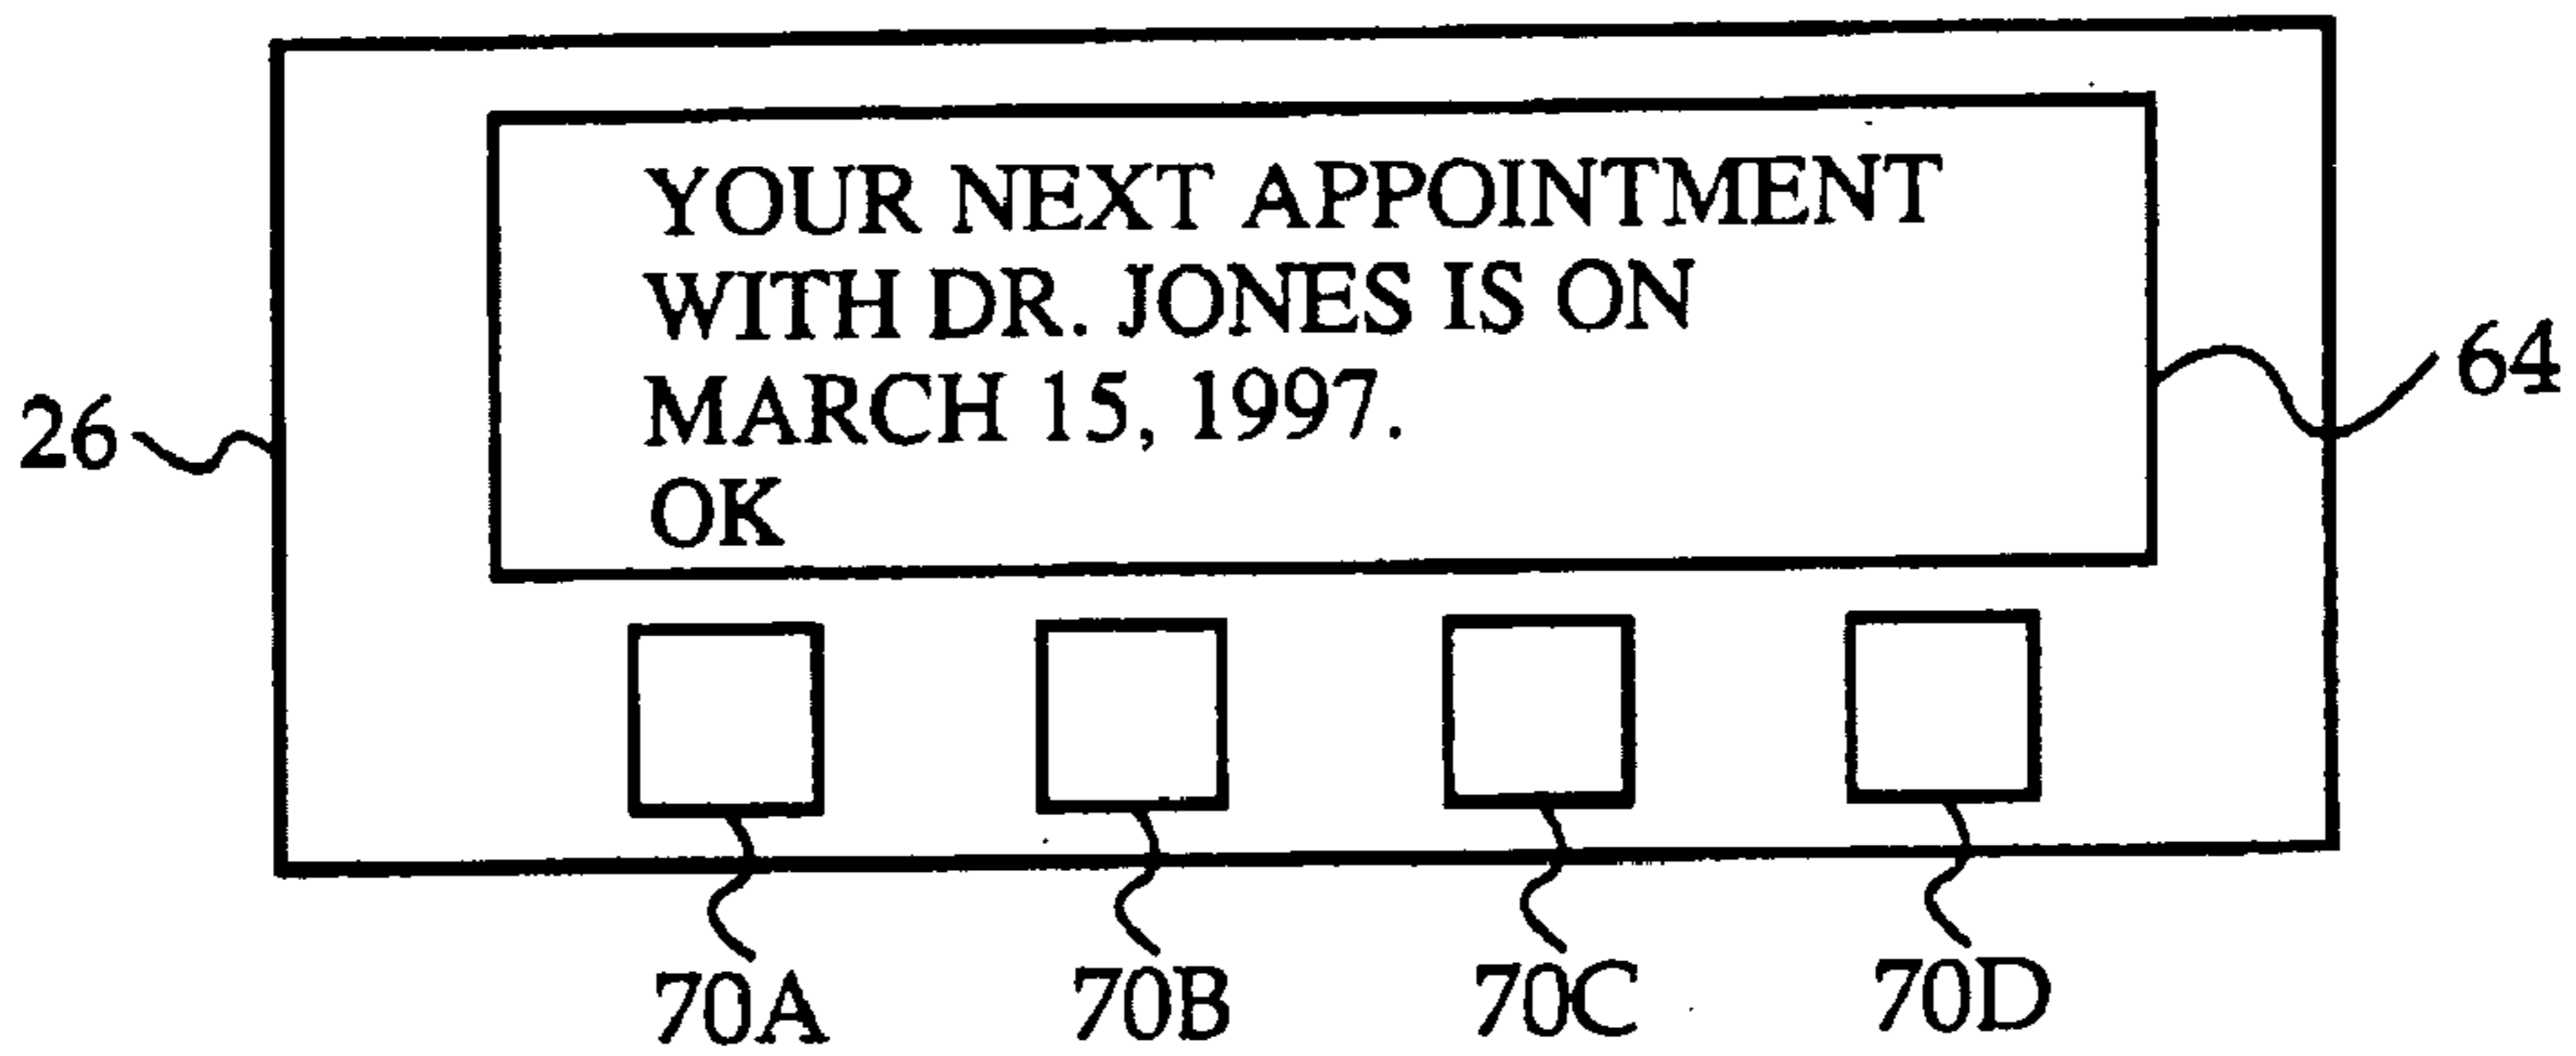 YOUR NEXT APPOINTMENT
WITH DR. JONES IS ON
MARCH 15, 1997.
OK
26
64
70A 70B 70C 70D